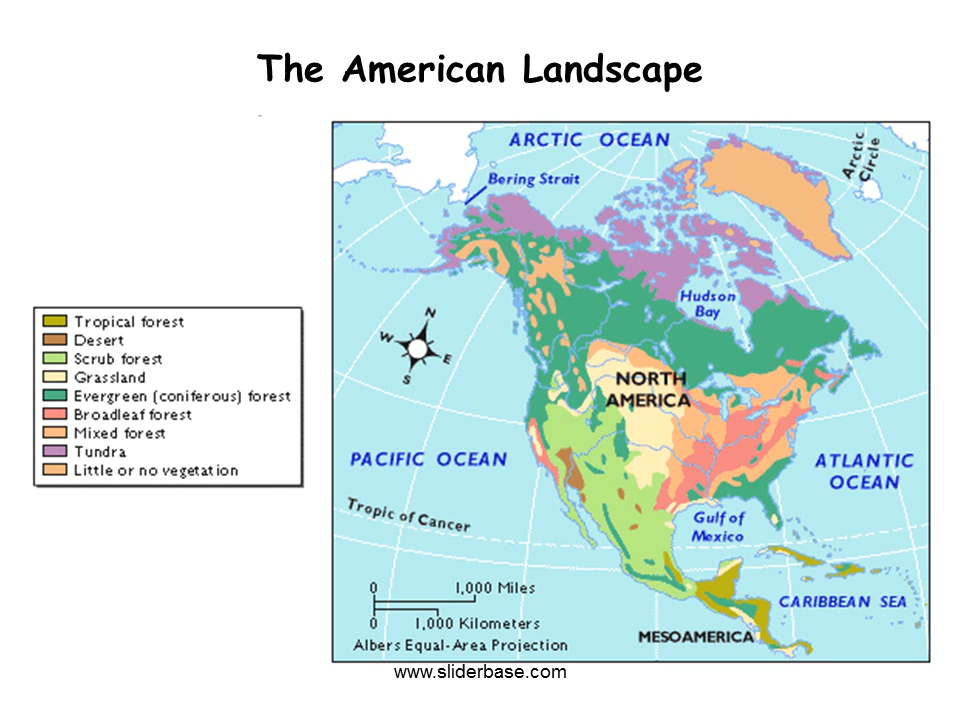 The American Landscape
ARCTIC OCEAN
Arctic
Circle
Bering Strait
Hudson
Bay
N
W
E
S
Tropical forest
Desert
Scrub forest
Grassland
Evergreen (coniferous) forest
Broadleaf forest
Mixed forest
Tundra
Little or no vegetation
NORTH
AMERICA
PACIFIC OCEAN
ATLANTIC
OCEAN
Tropic of Cancer
Gulf of
Mexico
0 1,000 Miles
0 1,000 Kilometers
Albers Equal-Area Projection
CARIBBEAN SEA
MESOAMERICA
www.sliderbase.com